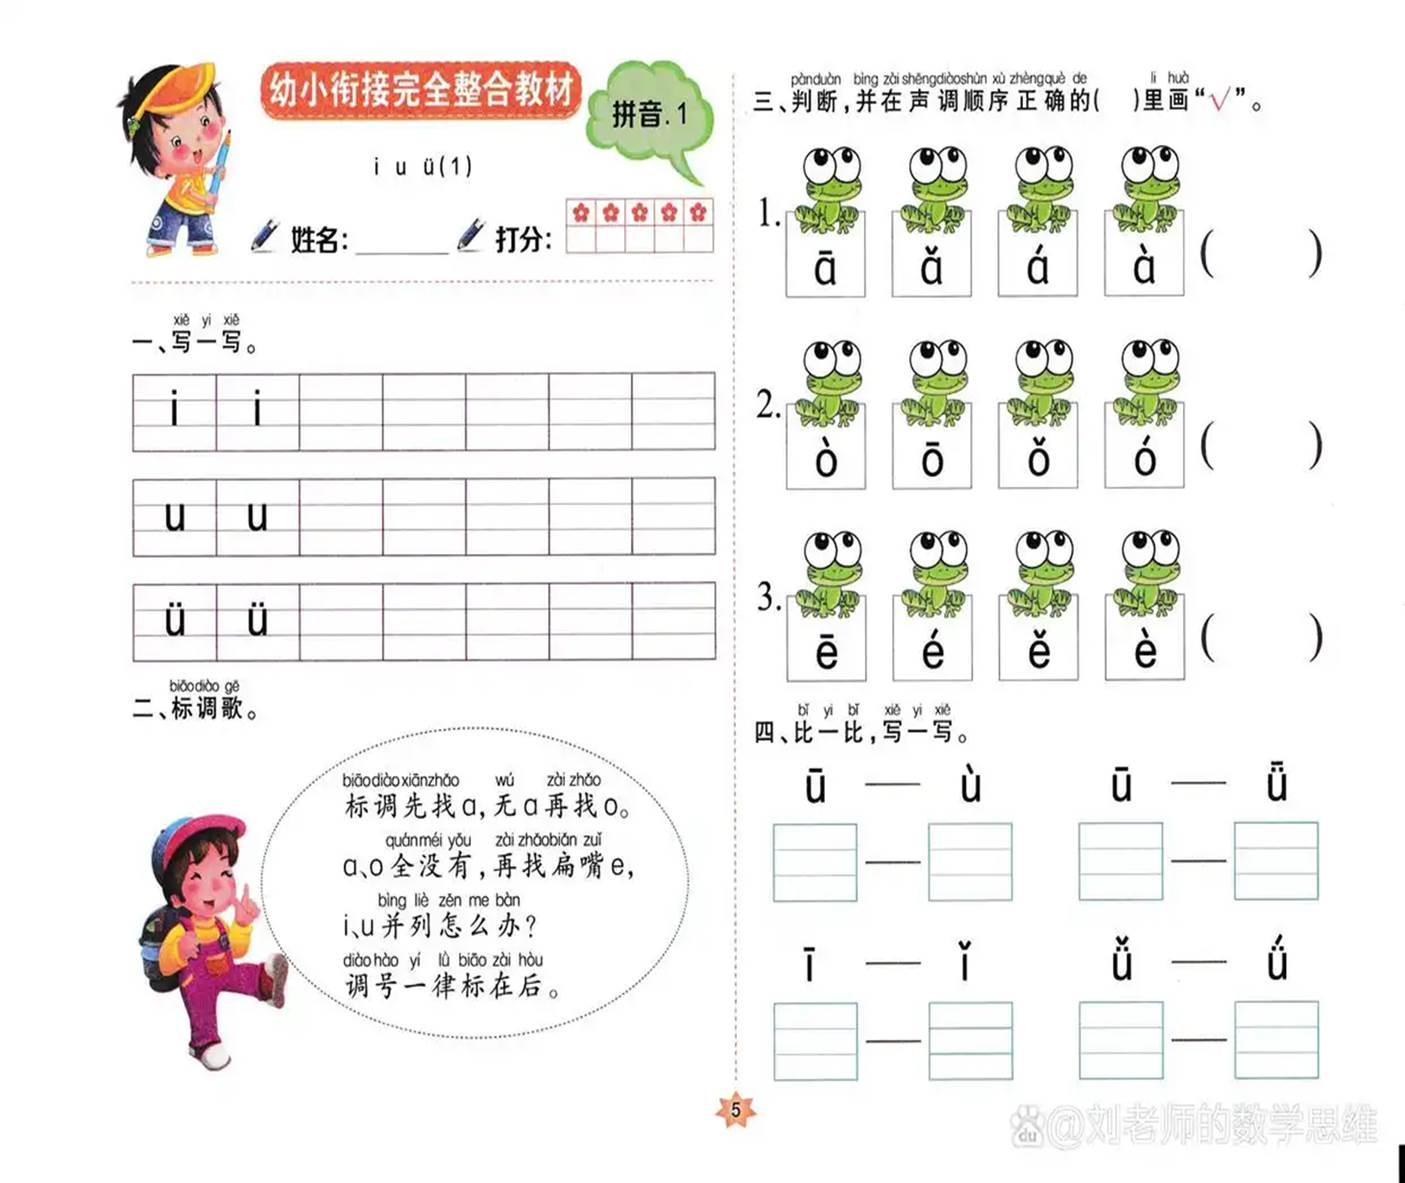 幼小衔接完全整合教材
拼音.1
i u ü(1)
姓名：
打分：
xiě yi xiě
一、写一写。
i i
u u
ü ü
biāo diào gē
二、标调歌。
biāo diào xiān zhǎo wú zài zhǎo
标调先找a，无a再找o。
quán méi yǒu zài zhǎo biǎn zuǐ
a、o全没有，再找扁嘴e，
bìng liè zěn me bàn
i、u并列怎么办？
diào hào yí lǜ biāo zài hòu
调号一律标在后。
pàn duàn bìng zài shēng diào shùn xù zhèng què de li huà
三、判断，并在声调顺序正确的( )里画“√”。
1. ā ǎ á à ( )
2. ò ō ǒ ó ( )
3. ē é ě è ( )
bǐ yi bǐ xiě yi xiě
四、比一比，写一写。
ū — ù ū — ǖ
ī — ǐ ǚ — ǘ
5
du @刘老师的数学思维